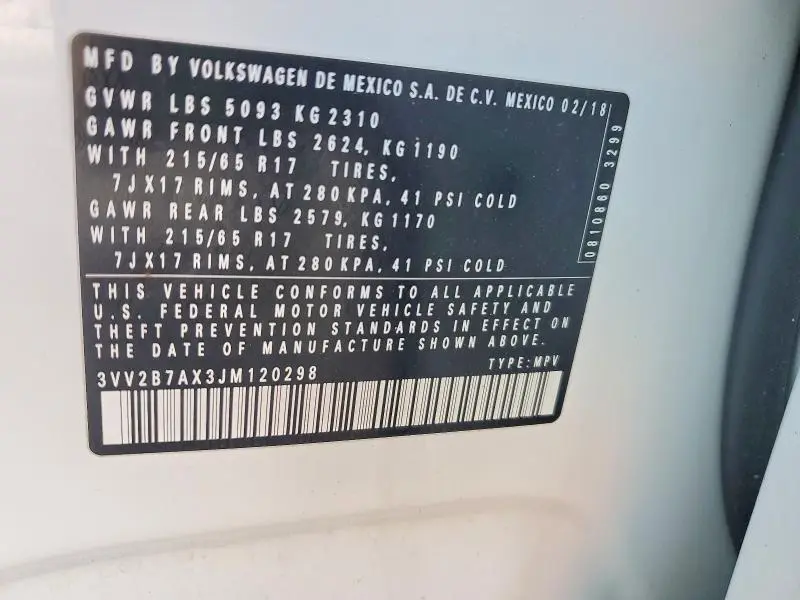 MFD BY VOLKSWAGEN DE MEXICO S.A. DE C.V. MEXICO 02/18
GVWR LBS 5093 KG 2310
GAWR FRONT LBS 2624, KG 1190
WITH 215/65 R17 TIRES,
7JX17 RIMS, AT 280 KPA, 41 PSI COLD
GAWR REAR LBS 2579, KG 1170
WITH 215/65 R17 TIRES,
7JX17 RIMS, AT 280 KPA, 41 PSI COLD
THIS VEHICLE CONFORMS TO ALL APPLICABLE
U.S. FEDERAL MOTOR VEHICLE SAFETY AND
THEFT PREVENTION STANDARDS IN EFFECT ON
THE DATE OF MANUFACTURE SHOWN ABOVE.
3VV2B7AX3JM120298 TYPE: MPV
0810860 3299